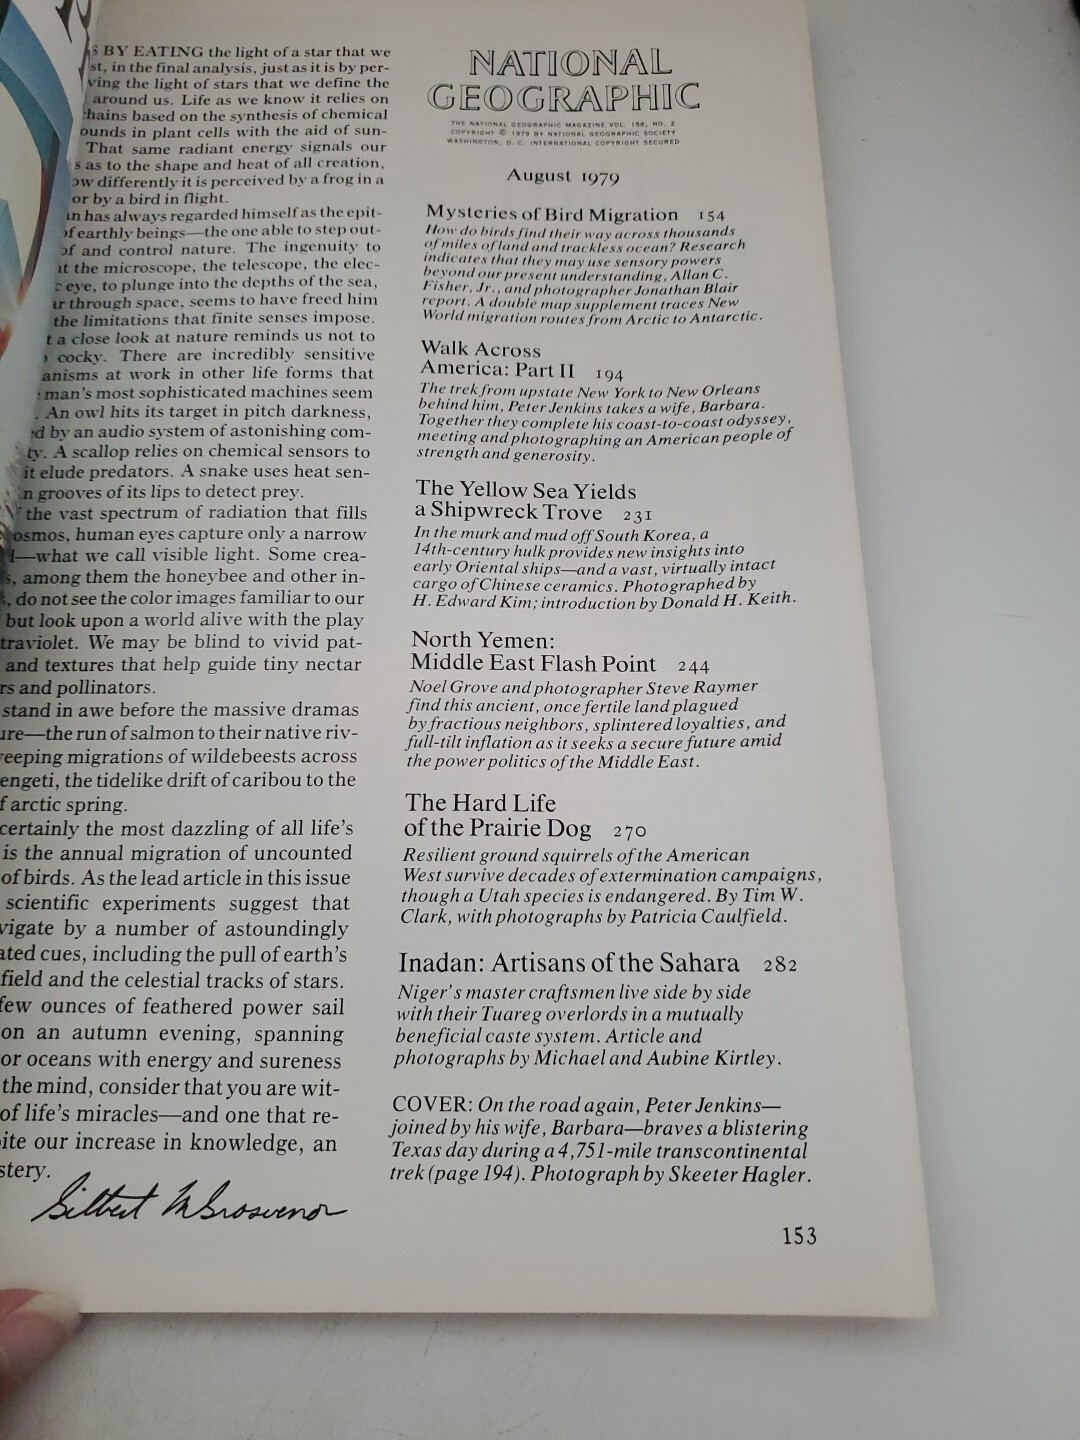 BY EATING the light of a star that we
st, in the final analysis, just as it is by per-
ving the light of stars that we define the
around us. Life as we know it relies on
hains based on the synthesis of chemical
ounds in plant cells with the aid of sun-
That same radiant energy signals our
s as to the shape and heat of all creation,
ow differently it is perceived by a frog in a
or by a bird in flight.
n has always regarded himself as the epit-
of earthly beings—the one able to step out-
of and control nature. The ingenuity to
t the microscope, the telescope, the elec-
c eye, to plunge into the depths of the sea,
r through space, seems to have freed him
the limitations that finite senses impose.
t a close look at nature reminds us not to
cocky. There are incredibly sensitive
anisms at work in other life forms that
man's most sophisticated machines seem
. An owl hits its target in pitch darkness,
d by an audio system of astonishing com-
ty. A scallop relies on chemical sensors to
it elude predators. A snake uses heat sen-
n grooves of its lips to detect prey.
the vast spectrum of radiation that fills
osmos, human eyes capture only a narrow
l—what we call visible light. Some crea-
s, among them the honeybee and other in-
s, do not see the color images familiar to our
but look upon a world alive with the play
traviolet. We may be blind to vivid pat-
and textures that help guide tiny nectar
rs and pollinators.
stand in awe before the massive dramas
ure—the run of salmon to their native riv-
eeping migrations of wildebeests across
engeti, the tidelike drift of caribou to the
f arctic spring.
certainly the most dazzling of all life's
is the annual migration of uncounted
of birds. As the lead article in this issue
scientific experiments suggest that
vigate by a number of astoundingly
ated cues, including the pull of earth's
field and the celestial tracks of stars.
few ounces of feathered power sail
on an autumn evening, spanning
or oceans with energy and sureness
the mind, consider that you are wit-
of life's miracles—and one that re-
ite our increase in knowledge, an
stery.
Gilbert M Grosvenor
NATIONAL
GEOGRAPHIC
THE NATIONAL GEOGRAPHIC MAGAZINE VOL. 156, NO. 2
COPYRIGHT © 1979 BY NATIONAL GEOGRAPHIC SOCIETY
WASHINGTON, D. C. INTERNATIONAL COPYRIGHT SECURED
August 1979
Mysteries of Bird Migration 154
How do birds find their way across thousands
of miles of land and trackless ocean? Research
indicates that they may use sensory powers
beyond our present understanding, Allan C.
Fisher, Jr., and photographer Jonathan Blair
report. A double map supplement traces New
World migration routes from Arctic to Antarctic.
Walk Across
America: Part II 194
The trek from upstate New York to New Orleans
behind him, Peter Jenkins takes a wife, Barbara.
Together they complete his coast-to-coast odyssey,
meeting and photographing an American people of
strength and generosity.
The Yellow Sea Yields
a Shipwreck Trove 231
In the murk and mud off South Korea, a
14th-century hulk provides new insights into
early Oriental ships—and a vast, virtually intact
cargo of Chinese ceramics. Photographed by
H. Edward Kim; introduction by Donald H. Keith.
North Yemen:
Middle East Flash Point 244
Noel Grove and photographer Steve Raymer
find this ancient, once fertile land plagued
by fractious neighbors, splintered loyalties, and
full-tilt inflation as it seeks a secure future amid
the power politics of the Middle East.
The Hard Life
of the Prairie Dog 270
Resilient ground squirrels of the American
West survive decades of extermination campaigns,
though a Utah species is endangered. By Tim W.
Clark, with photographs by Patricia Caulfield.
Inadan: Artisans of the Sahara 282
Niger's master craftsmen live side by side
with their Tuareg overlords in a mutually
beneficial caste system. Article and
photographs by Michael and Aubine Kirtley.
COVER: On the road again, Peter Jenkins—
joined by his wife, Barbara—braves a blistering
Texas day during a 4,751-mile transcontinental
trek (page 194). Photograph by Skeeter Hagler.
153